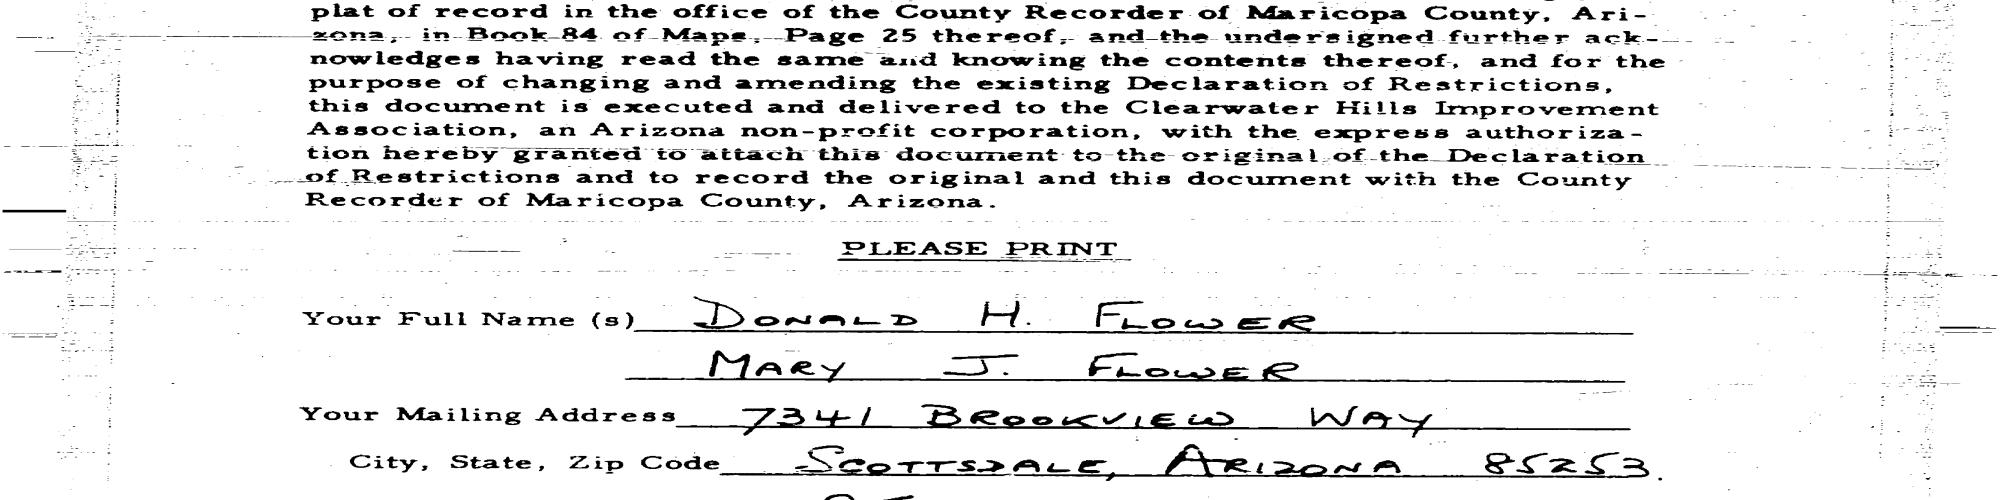 plat of record in the office of the County Recorder of Maricopa County, Ari-
zona, in Book 84 of Maps, Page 25 thereof, and the undersigned further ack-
nowledges having read the same and knowing the contents thereof, and for the
purpose of changing and amending the existing Declaration of Restrictions,
this document is executed and delivered to the Clearwater Hills Improvement
Association, an Arizona non-profit corporation, with the express authoriza-
tion hereby granted to attach this document to the original of the Declaration
of Restrictions and to record the original and this document with the County
Recorder of Maricopa County, Arizona.
PLEASE PRINT
Your Full Name (s) DONALD H. FLOWER
MARY J. FLOWER
Your Mailing Address 7341 BROOKVIEW WAY
City, State, Zip Code SCOTTSDALE, ARIZONA 85253.